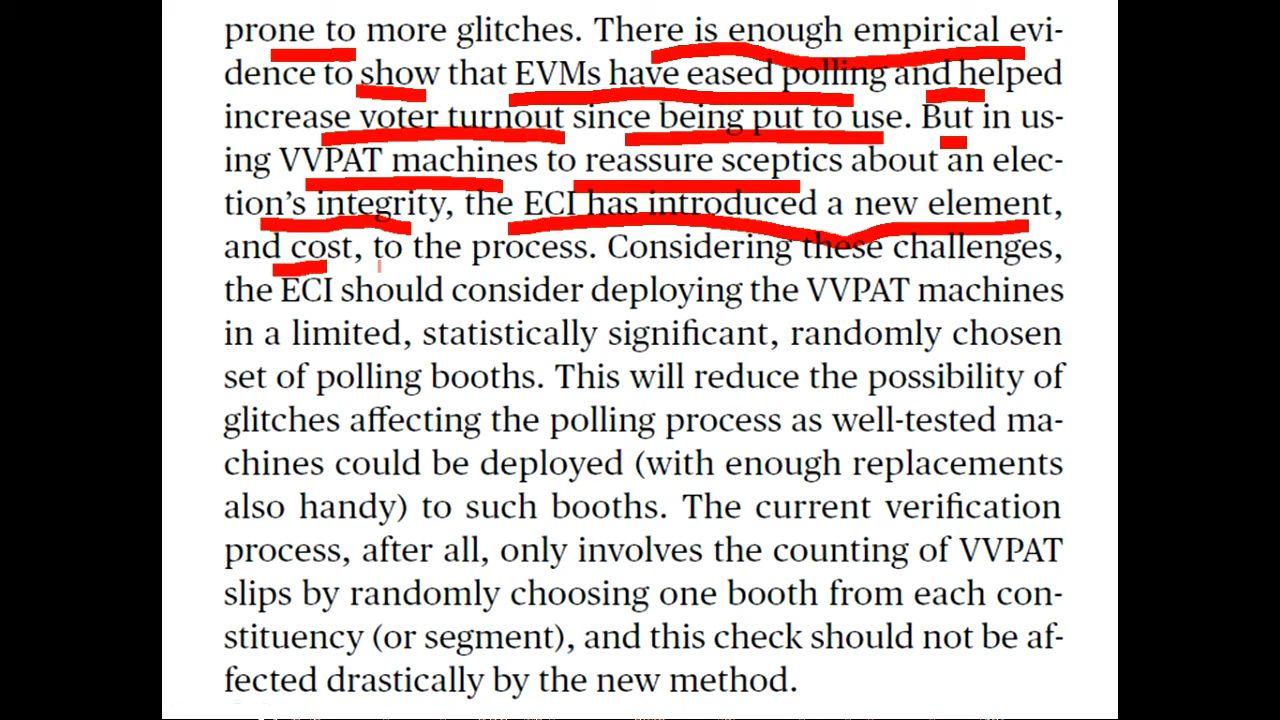 prone to more glitches. There is enough empirical evi-
dence to show that EVMs have eased polling and helped
increase voter turnout since being put to use. But in us-
ing VVPAT machines to reassure sceptics about an elec-
tion’s integrity, the ECI has introduced a new element,
and cost, to the process. Considering these challenges,
the ECI should consider deploying the VVPAT machines
in a limited, statistically significant, randomly chosen
set of polling booths. This will reduce the possibility of
glitches affecting the polling process as well-tested ma-
chines could be deployed (with enough replacements
also handy) to such booths. The current verification
process, after all, only involves the counting of VVPAT
slips by randomly choosing one booth from each con-
stituency (or segment), and this check should not be af-
fected drastically by the new method.